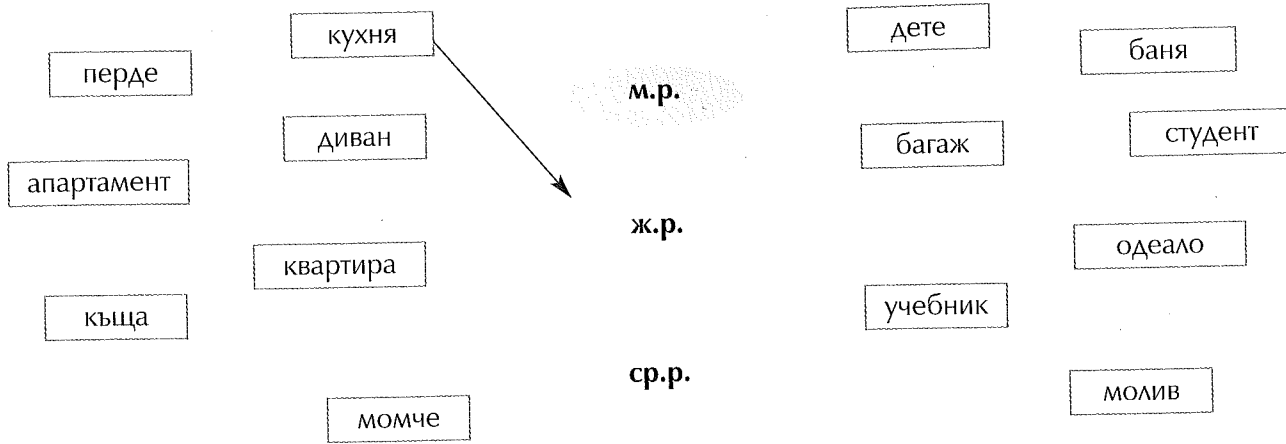 кухня
перде
диван
апартамент
квартира
къща
момче
м.р.
ж.р.
ср.р.
дете
баня
багаж
студент
одеало
учебник
молив